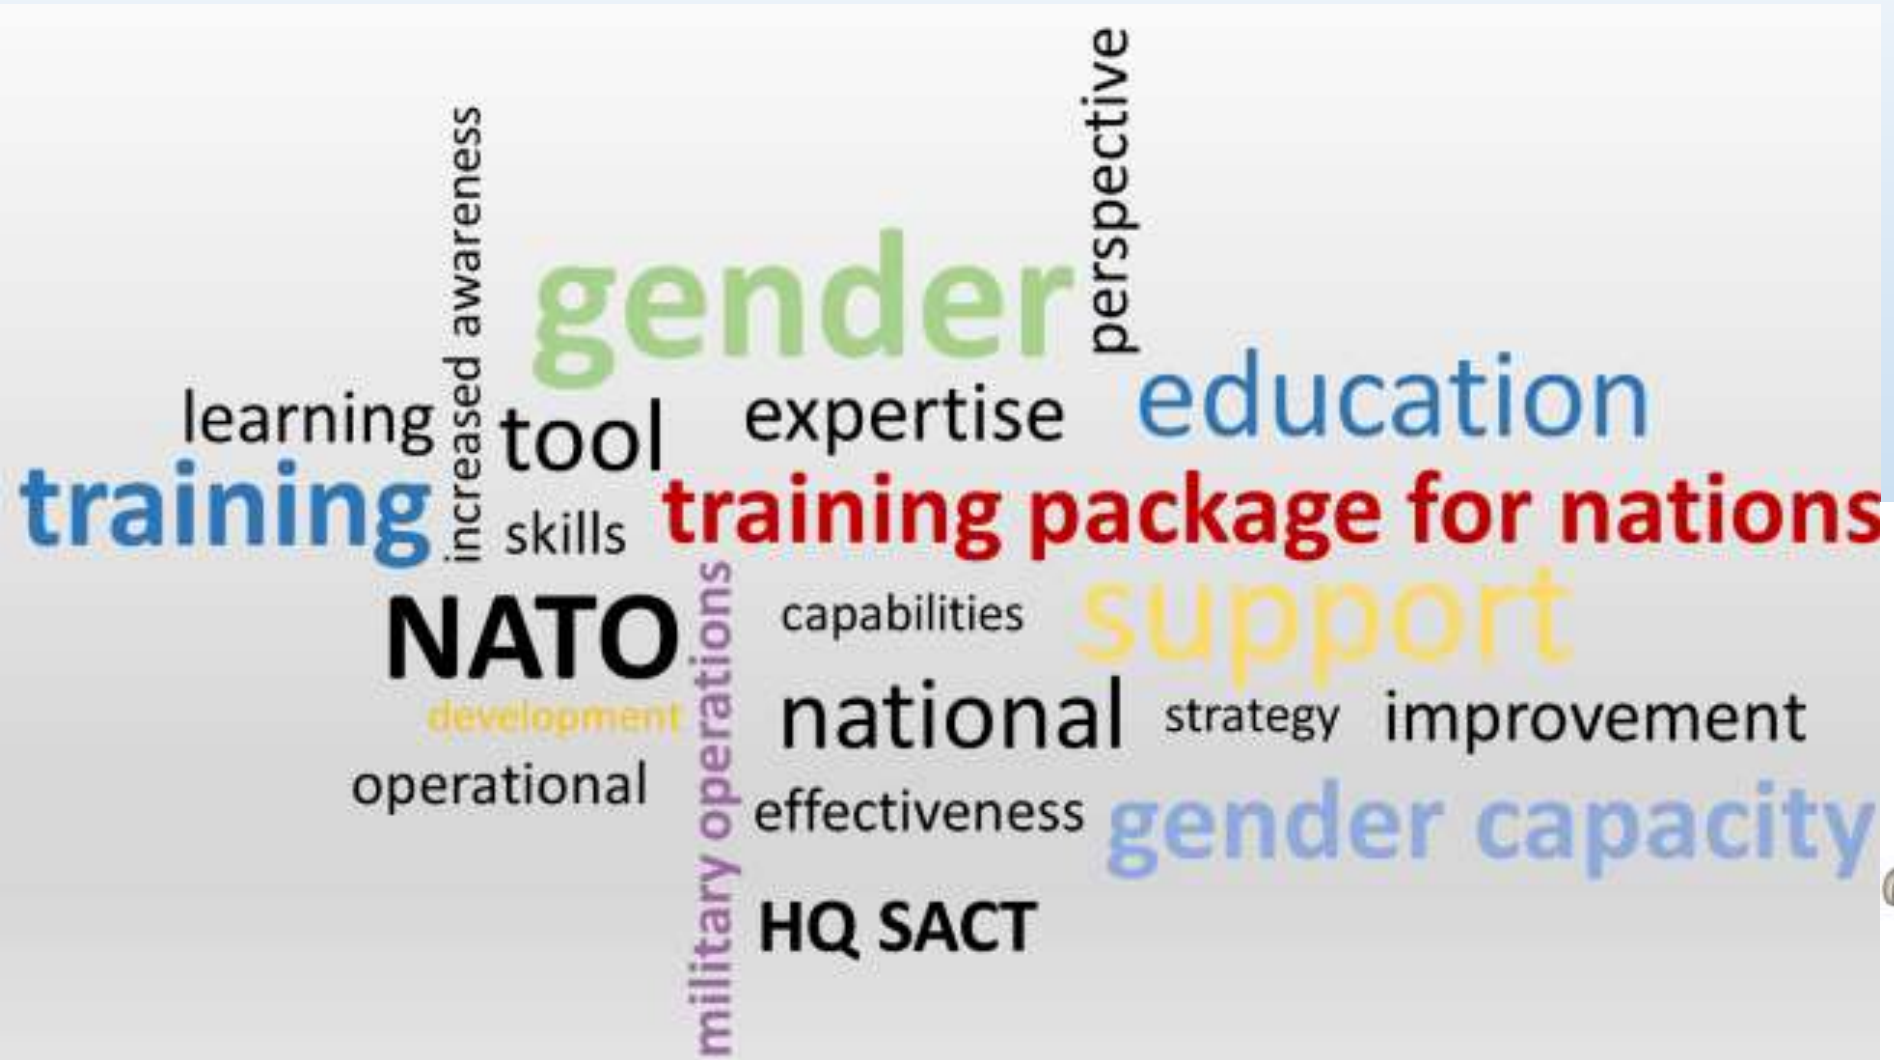 perspective
increased awareness
gender
learning
tool
expertise
education
training
skills
training package for nations
NATO
military operations
capabilities
support
development
national
strategy
improvement
operational
effectiveness
gender capacity
HQ SACT